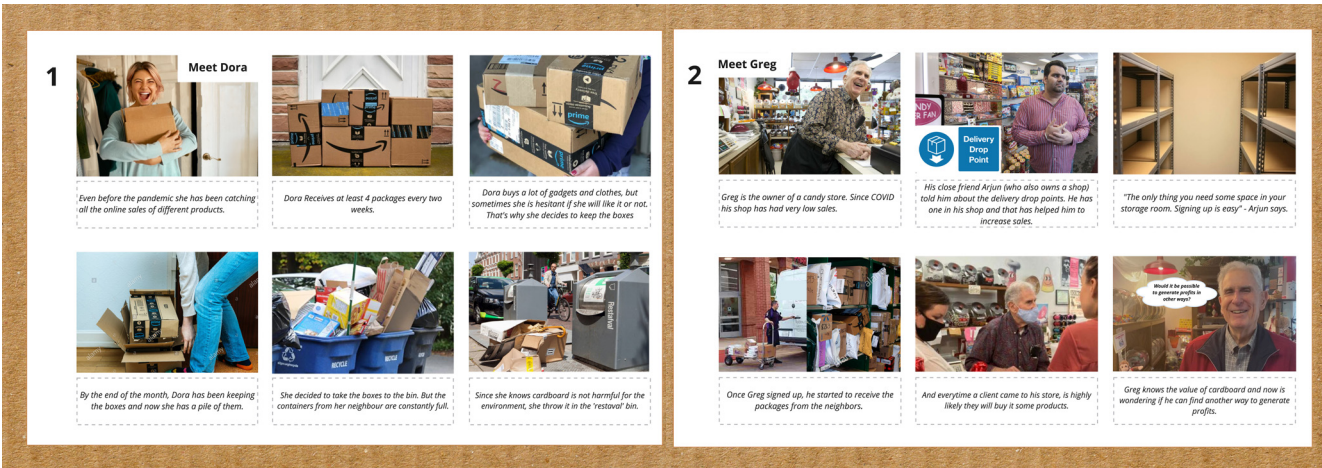 1
Meet Dora
Even before the pandemic she has been catching
all the online sales of different products.
Dora Receives at least 4 packages every two
weeks.
prime
Dora buys a lot of gadgets and clothes, but
sometimes she is hesitant if she will like it or not.
That's why she decides to keep the boxes
By the end of the month, Dora has been keeping
the boxes and now she has a pile of them.
RECYCLE
RECYCLE
She decided to take the boxes to the bin. But the
containers from her neighbour are constantly full.
Restafval
Since she knows cardboard is not harmful for the
environment, she throw it in the 'restaval' bin.
2
Meet Greg
Greg is the owner of a candy store. Since COVID
his shop has had very low sales.
NDY
ER FAN
Delivery
Drop
Point
His close friend Arjun (who also owns a shop)
told him about the delivery drop points. He has
one in his shop and that has helped him to
increase sales.
"The only thing you need some space in your
storage room. Signing up is easy" - Arjun says.
Once Greg signed up, he started to receive the
packages from the neighbors.
And everytime a client came to his store, is highly
likely they will buy it some products.
Would it be possible
to generate profits in
other ways?
Greg knows the value of cardboard and now is
wondering if he can find another way to generate
profits.